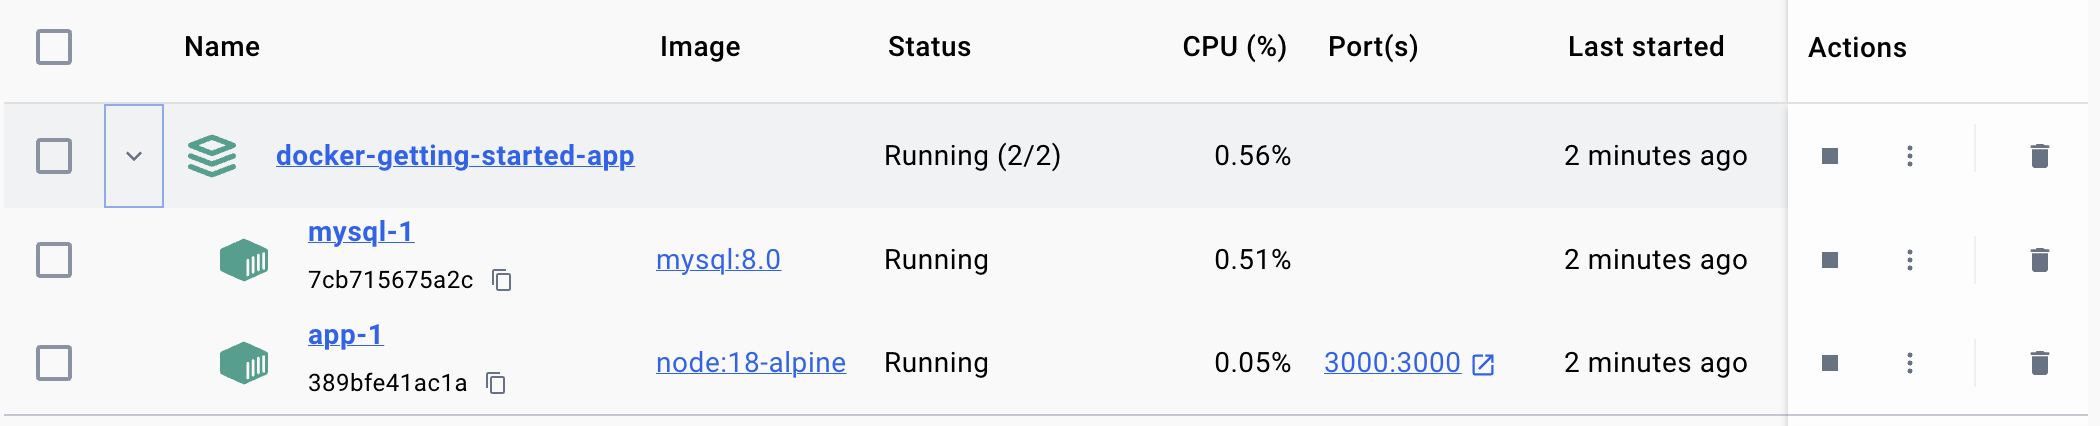 Name Image Status CPU (%) Port(s) Last started Actions
docker-getting-started-app Running (2/2) 0.56% 2 minutes ago
mysql-1
7cb715675a2c mysql:8.0 Running 0.51% 2 minutes ago
app-1
389bfe41ac1a node:18-alpine Running 0.05% 3000:3000 2 minutes ago